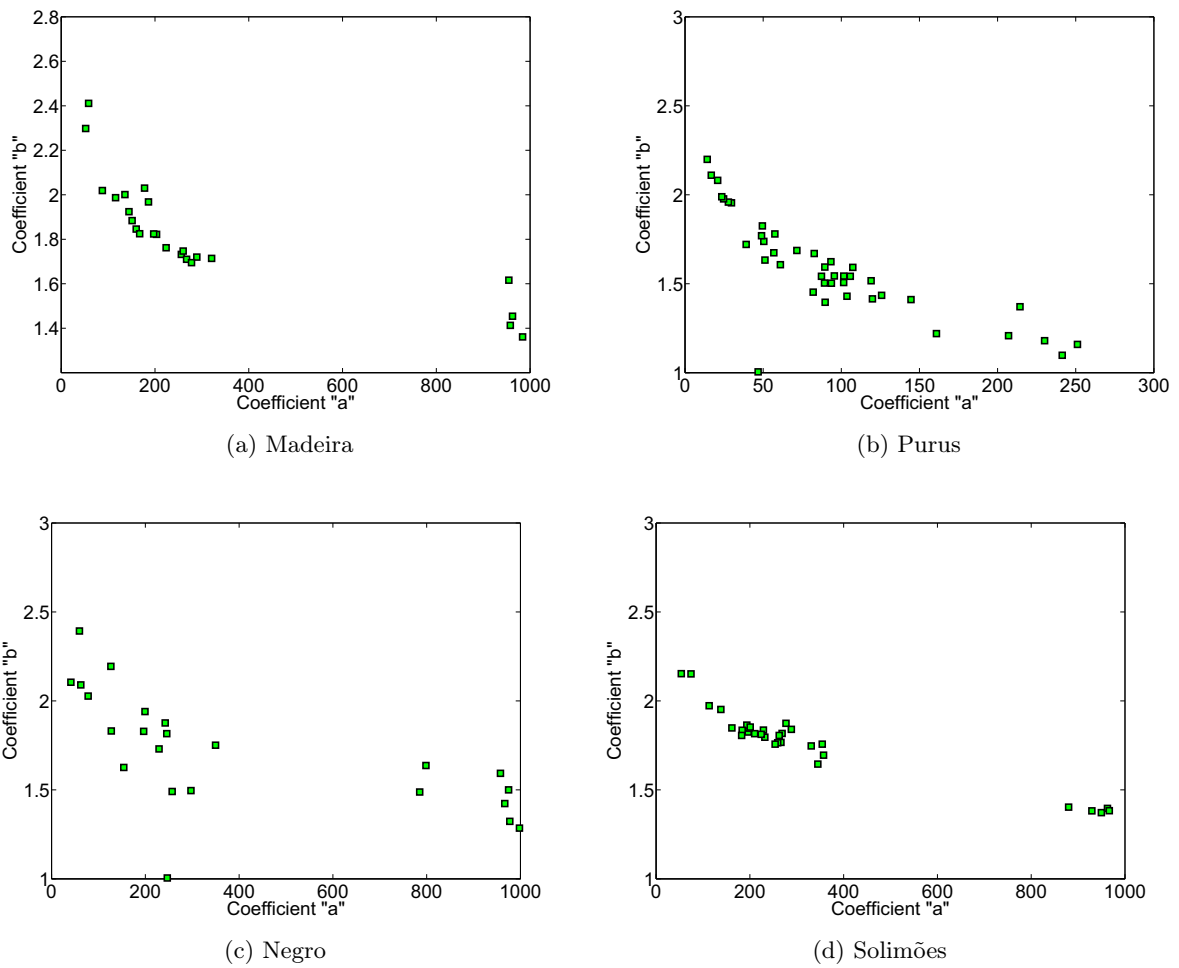 2.8
2.6
2.4
2.2
2
1.8
1.6
1.4
Coefficient "b"
0 200 400 600 800 1000
Coefficient "a"
(a) Madeira
3
2.5
2
1.5
1
Coefficient "b"
0 50 100 150 200 250 300
Coefficient "a"
(b) Purus
3
2.5
2
1.5
1
Coefficient "b"
0 200 400 600 800 1000
Coefficient "a"
(c) Negro
3
2.5
2
1.5
1
Coefficient "b"
0 200 400 600 800 1000
Coefficient "a"
(d) Solimões